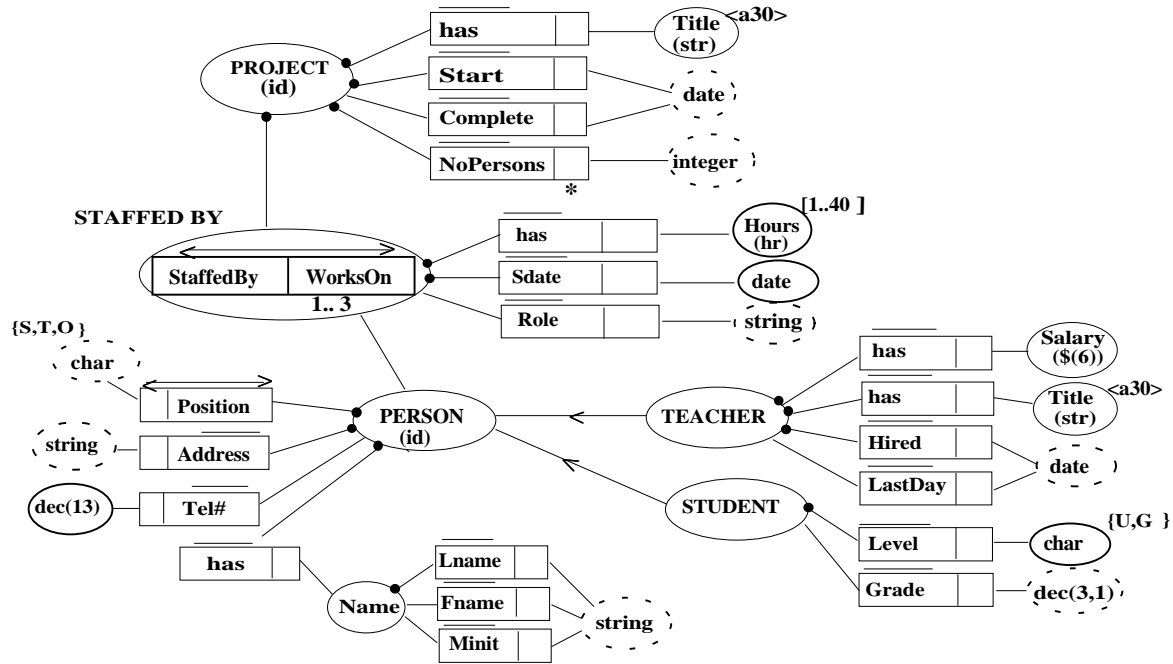 <a30>
has
Title
(str)
PROJECT
(id)
Start
date
Complete
NoPersons
integer
*
STAFFED BY
[1..40 ]
has
Hours
(hr)
StaffedBy
WorksOn
Sdate
date
1.. 3
Role
string
{S,T,O }
char
has
Salary
($(6))
Position
PERSON
(id)
TEACHER
has
Title
(str)
<a30>
string
Address
Hired
date
LastDay
dec(13)
Tel#
STUDENT
{U,G }
Level
char
has
Lname
Grade
dec(3,1)
Name
Fname
string
Minit